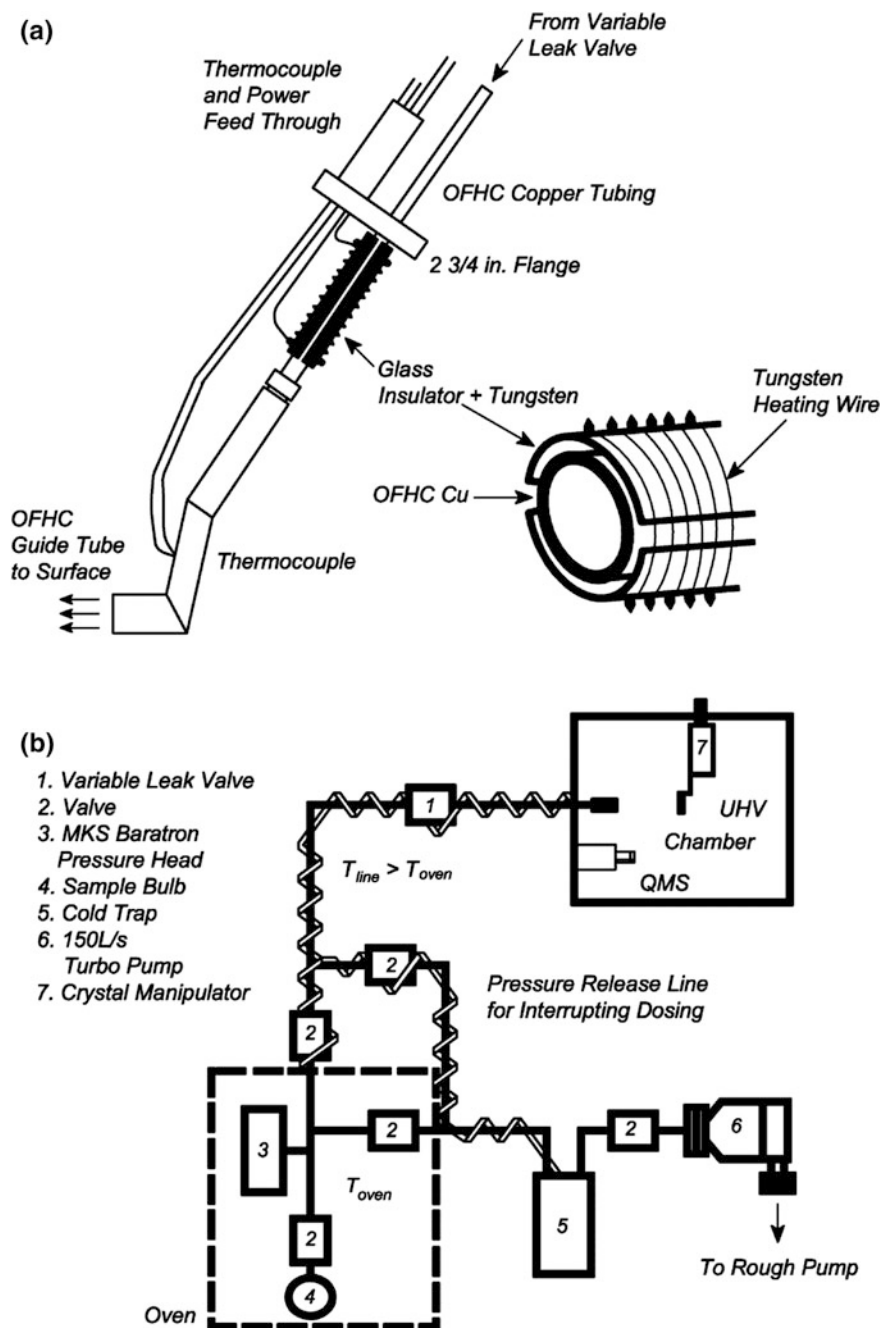 (a)
From Variable
Leak Valve
Thermocouple
and Power
Feed Through
OFHC Copper Tubing
2 3/4 in. Flange
Glass
Insulator + Tungsten
Tungsten
Heating Wire
OFHC Cu
OFHC
Guide Tube
to Surface
Thermocouple
(b)
1. Variable Leak Valve
2. Valve
3. MKS Baratron
Pressure Head
4. Sample Bulb
5. Cold Trap
6. 150L/s
Turbo Pump
7. Crystal Manipulator
7
1
UHV
Chamber
QMS
T_line > T_oven
2
Pressure Release Line
for Interrupting Dosing
2
3
2
2
6
T_oven
5
2
4
To Rough Pump
Oven